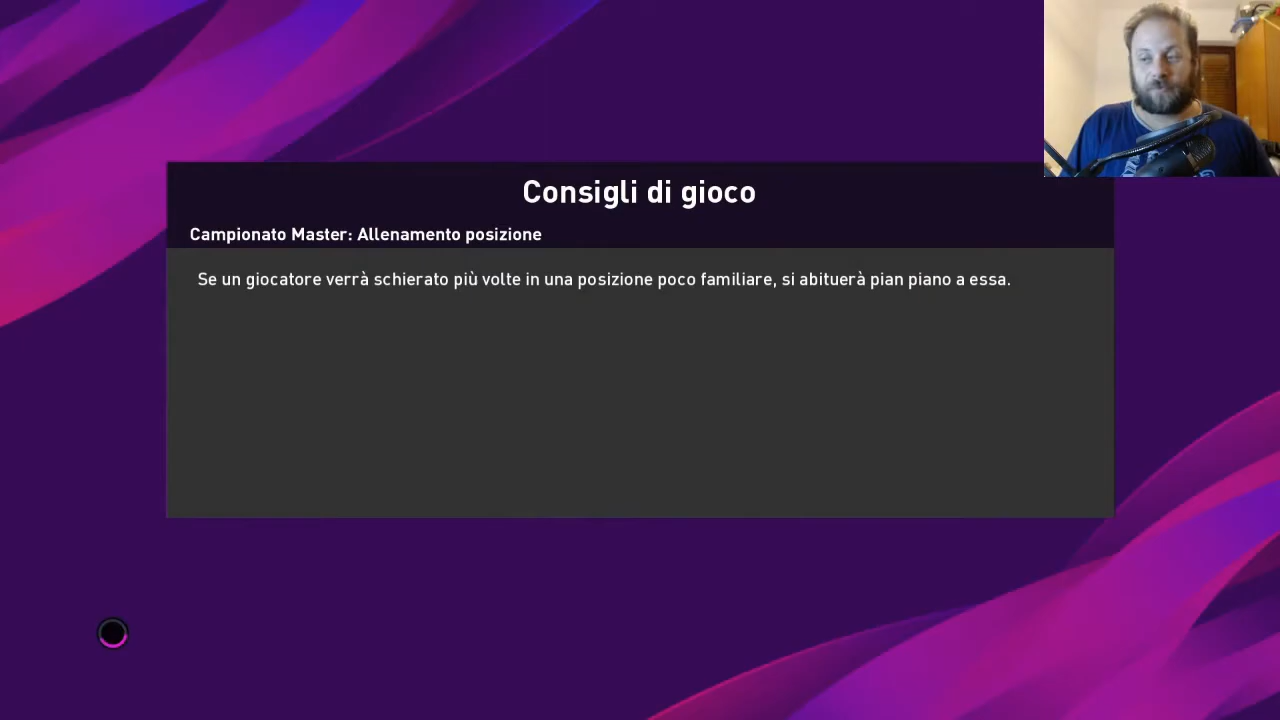 Consigli di gioco
Campionato Master: Allenamento posizione
Se un giocatore verrà schierato più volte in una posizione poco familiare, si abituerà pian piano a essa.